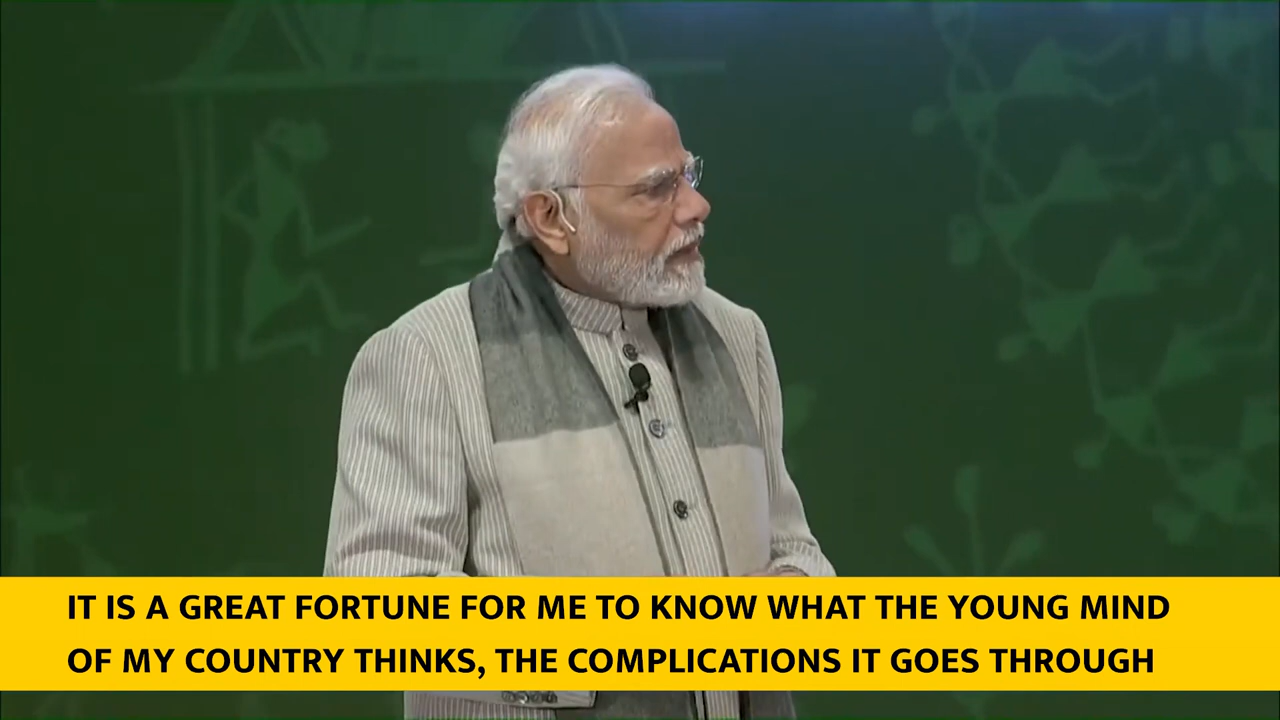 IT IS A GREAT FORTUNE FOR ME TO KNOW WHAT THE YOUNG MIND
OF MY COUNTRY THINKS, THE COMPLICATIONS IT GOES THROUGH